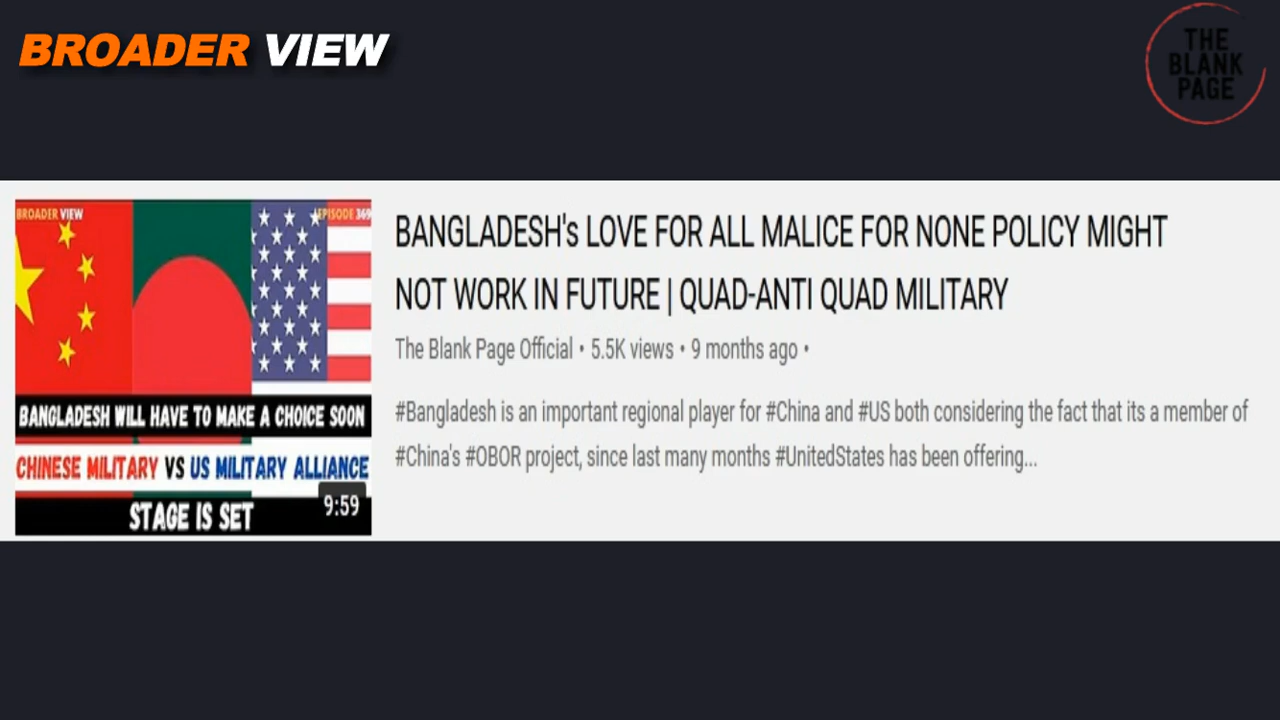 BROADER VIEW
THE
BLANK
PAGE
BROADER VIEW
EPISODE 369
BANGLADESH WILL HAVE TO MAKE A CHOICE SOON
CHINESE MILITARY VS US MILITARY ALLIANCE
9:59
STAGE IS SET
BANGLADESH's LOVE FOR ALL MALICE FOR NONE POLICY MIGHT
NOT WORK IN FUTURE | QUAD-ANTI QUAD MILITARY
The Blank Page Official • 5.5K views • 9 months ago •
#Bangladesh is an important regional player for #China and #US both considering the fact that its a member of
#China's #OBOR project, since last many months #UnitedStates has been offering...